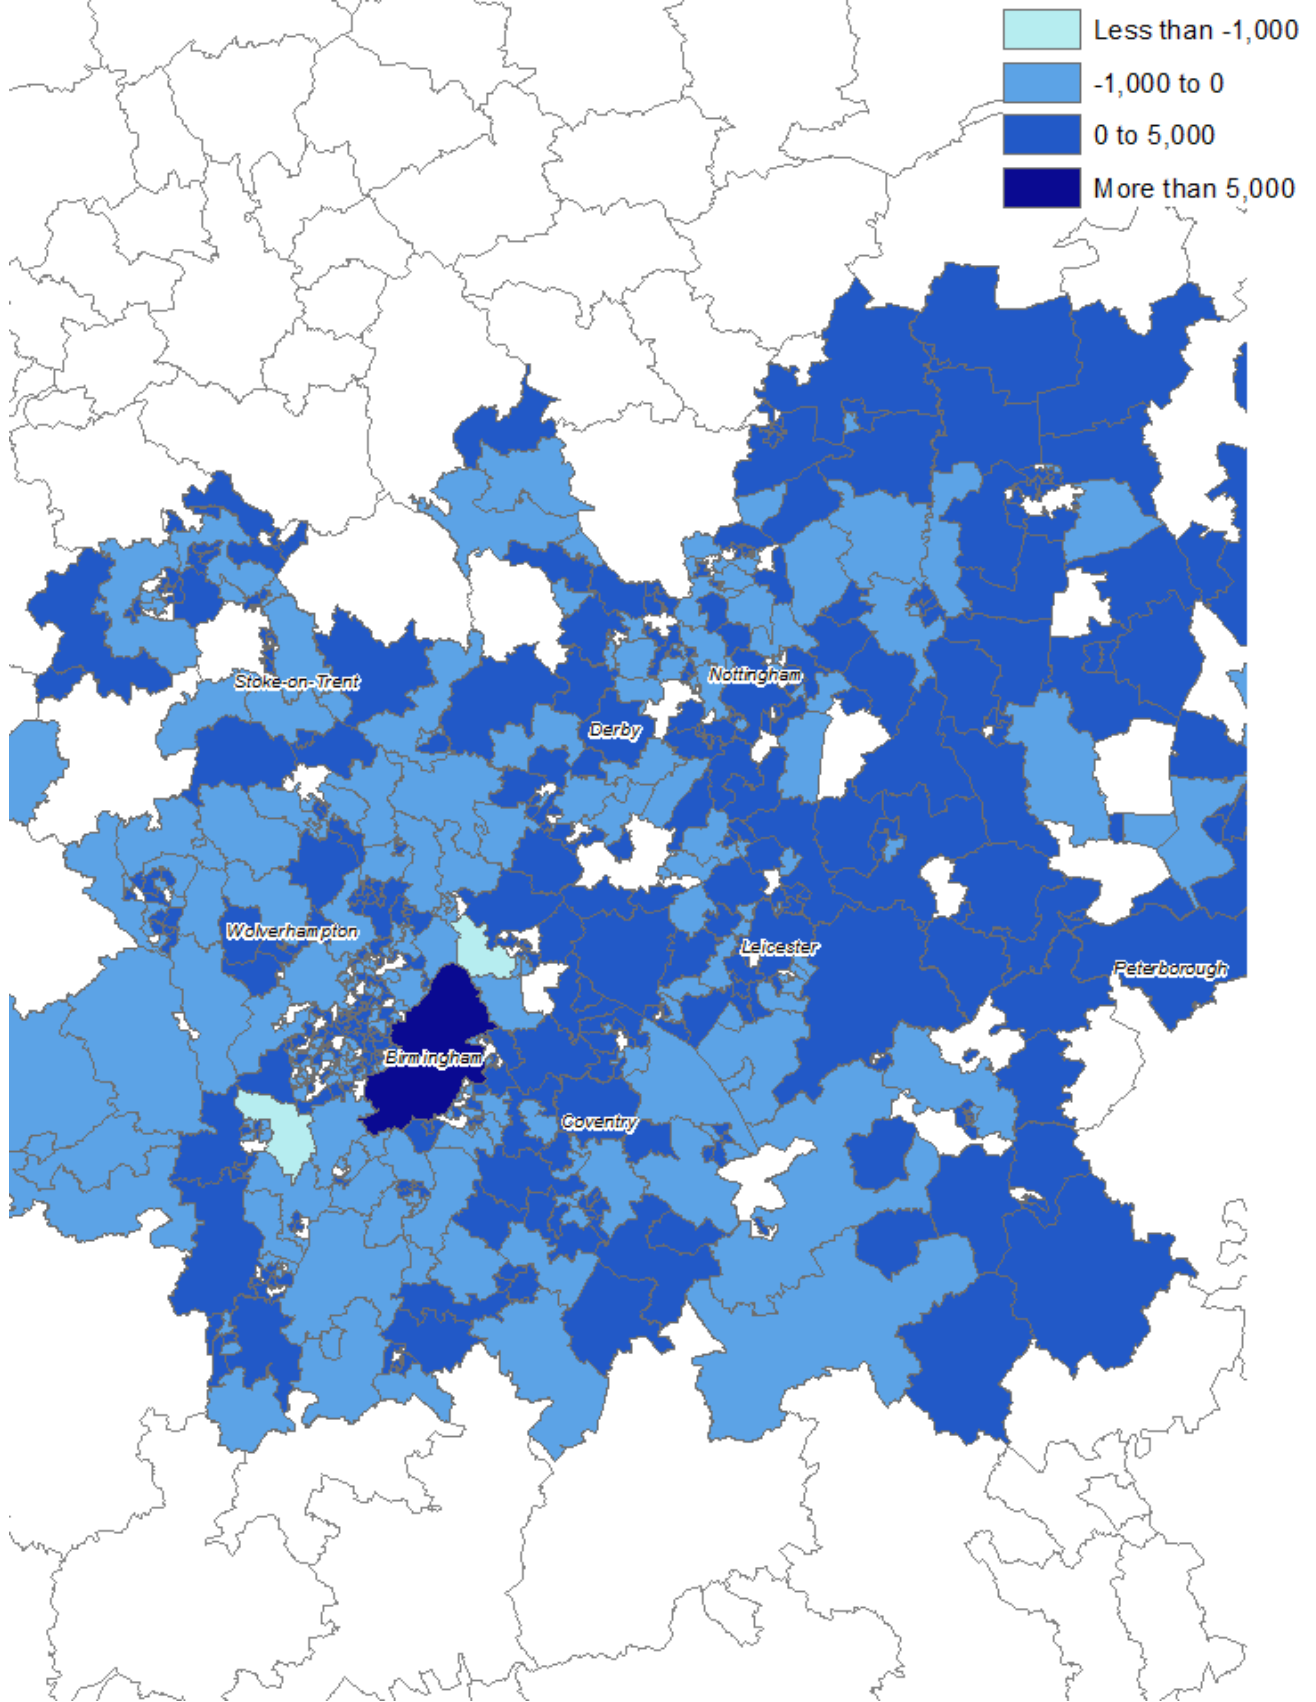 Less than -1,000
-1,000 to 0
0 to 5,000
More than 5,000
Stoke-on-Trent
Nottingham
Derby
Wolverhampton
Leicester
Peterborough
Birmingham
Coventry